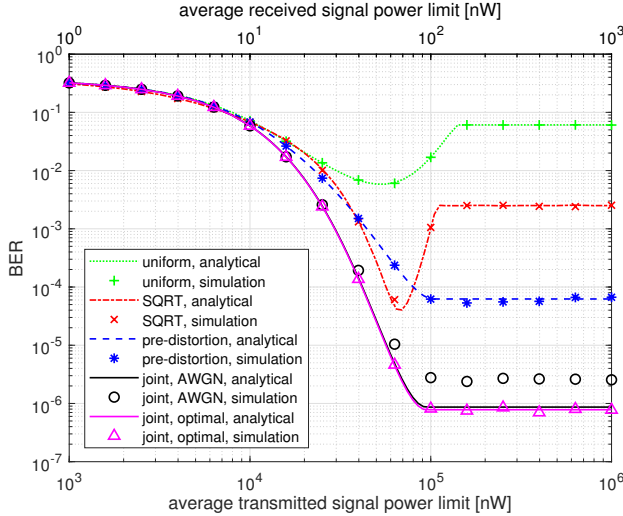 average received signal power limit [nW]
10^0 10^1 10^2 10^3
10^0
10^-1
10^-2
10^-3
10^-4
10^-5
10^-6
10^-7
BER
uniform, analytical
uniform, simulation
SQRT, analytical
SQRT, simulation
pre-distortion, analytical
pre-distortion, simulation
joint, AWGN, analytical
joint, AWGN, simulation
joint, optimal, analytical
joint, optimal, simulation
10^3 10^4 10^5 10^6
average transmitted signal power limit [nW]